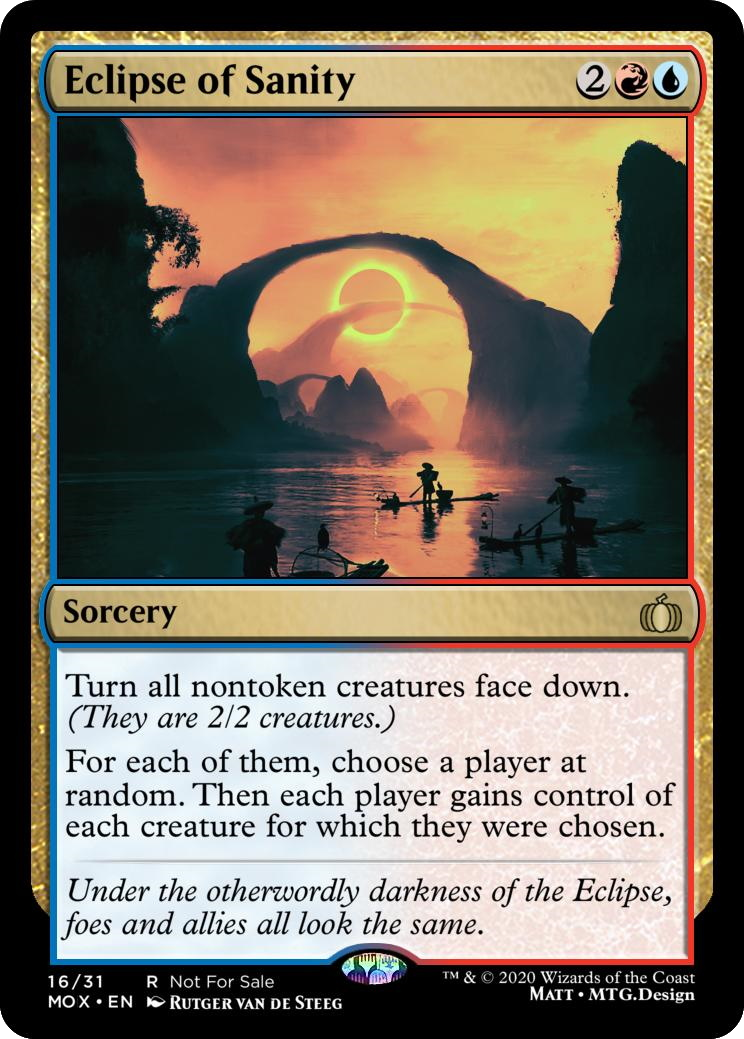 Eclipse of Sanity 2
Sorcery
Turn all nontoken creatures face down.
(They are 2/2 creatures.)
For each of them, choose a player at
random. Then each player gains control of
each creature for which they were chosen.
Under the otherwordly darkness of the Eclipse,
foes and allies all look the same.
16/31 R Not For Sale
MOX • EN Rutger van de Steeg
™ & © 2020 Wizards of the Coast
Matt • MTG.Design